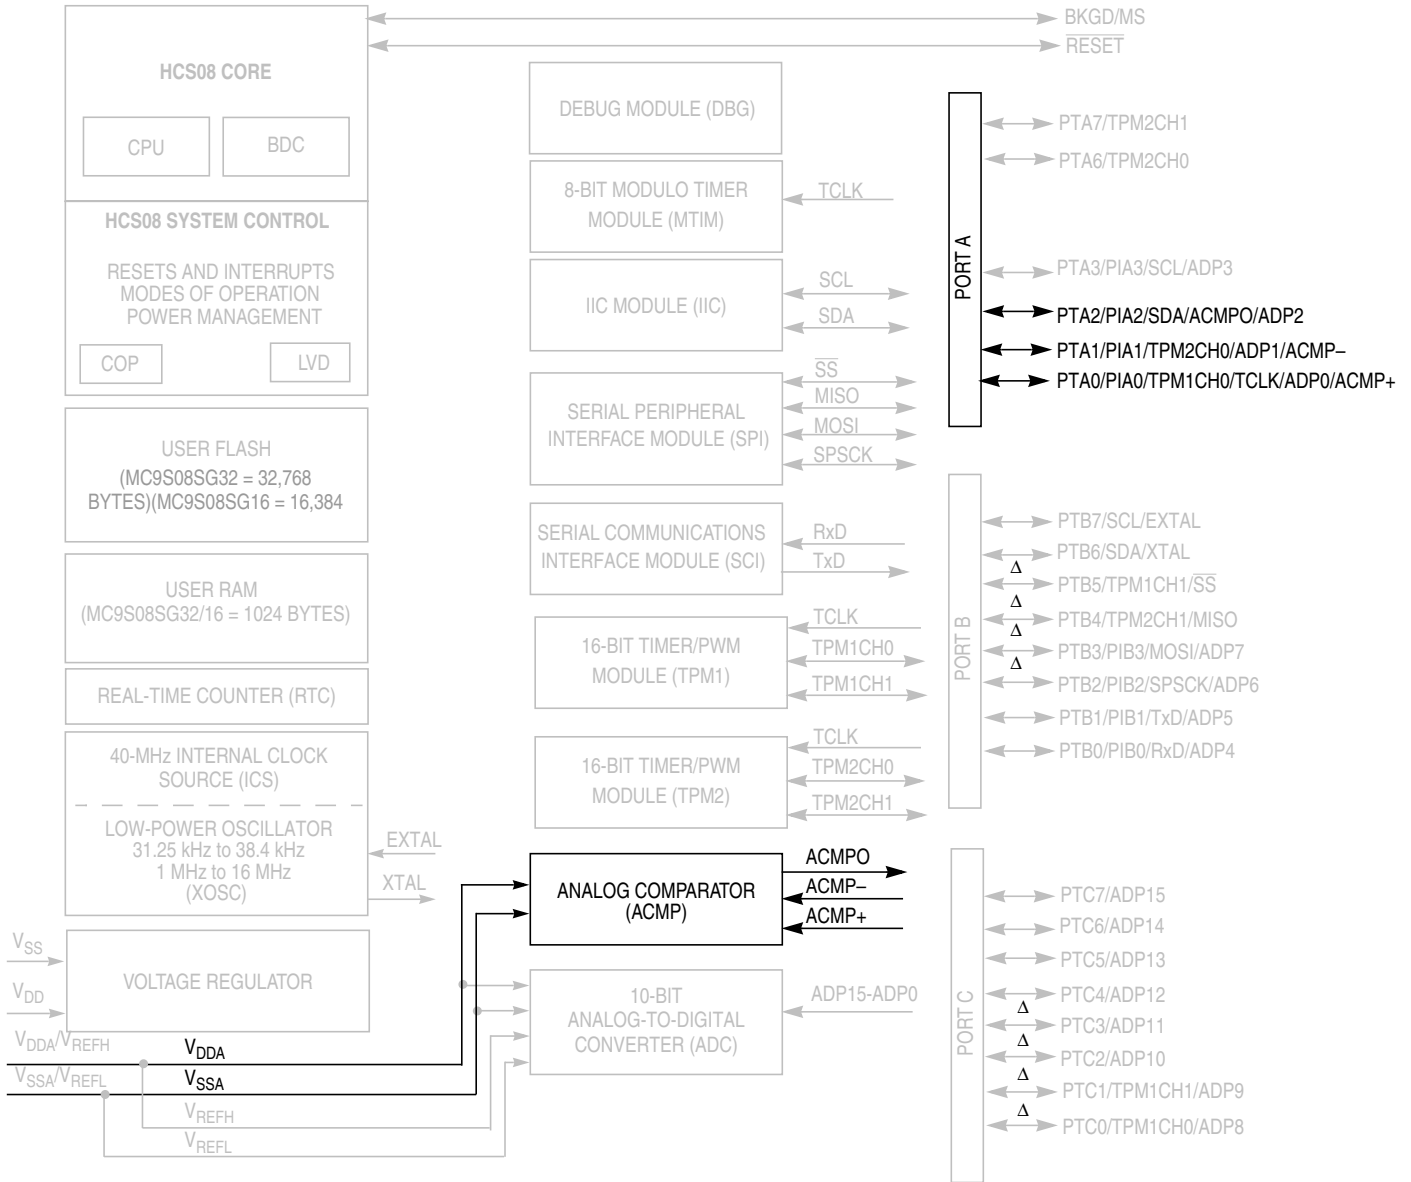 BKGD/MS
RESET
HCS08 CORE
CPU
BDC
HCS08 SYSTEM CONTROL
RESETS AND INTERRUPTS
MODES OF OPERATION
POWER MANAGEMENT
COP
LVD
USER FLASH
(MC9S08SG32 = 32,768
BYTES)(MC9S08SG16 = 16,384
USER RAM
(MC9S08SG32/16 = 1024 BYTES)
REAL-TIME COUNTER (RTC)
40-MHz INTERNAL CLOCK
SOURCE (ICS)
LOW-POWER OSCILLATOR
31.25 kHz to 38.4 kHz
1 MHz to 16 MHz
(XOSC)
EXTAL
XTAL
VSS
VDD
VOLTAGE REGULATOR
VDDA/VREFH
VDDA
VSSA/VREFL
VSSA
VREFH
VREFL
DEBUG MODULE (DBG)
8-BIT MODULO TIMER
MODULE (MTIM)
TCLK
IIC MODULE (IIC)
SCL
SDA
SERIAL PERIPHERAL
INTERFACE MODULE (SPI)
SS
MISO
MOSI
SPSCK
SERIAL COMMUNICATIONS
INTERFACE MODULE (SCI)
RxD
TxD
16-BIT TIMER/PWM
MODULE (TPM1)
TCLK
TPM1CH0
TPM1CH1
16-BIT TIMER/PWM
MODULE (TPM2)
TCLK
TPM2CH0
TPM2CH1
ANALOG COMPARATOR
(ACMP)
ACMPO
ACMP–
ACMP+
10-BIT
ANALOG-TO-DIGITAL
CONVERTER (ADC)
ADP15-ADP0
PORT A
PTA7/TPM2CH1
PTA6/TPM2CH0
PTA3/PIA3/SCL/ADP3
PTA2/PIA2/SDA/ACMPO/ADP2
PTA1/PIA1/TPM2CH0/ADP1/ACMP–
PTA0/PIA0/TPM1CH0/TCLK/ADP0/ACMP+
PORT B
PTB7/SCL/EXTAL
PTB6/SDA/XTAL
Δ
PTB5/TPM1CH1/SS
Δ
PTB4/TPM2CH1/MISO
Δ
PTB3/PIB3/MOSI/ADP7
Δ
PTB2/PIB2/SPSCK/ADP6
PTB1/PIB1/TxD/ADP5
PTB0/PIB0/RxD/ADP4
PORT C
PTC7/ADP15
PTC6/ADP14
PTC5/ADP13
PTC4/ADP12
Δ
PTC3/ADP11
Δ
PTC2/ADP10
Δ
PTC1/TPM1CH1/ADP9
Δ
PTC0/TPM1CH0/ADP8